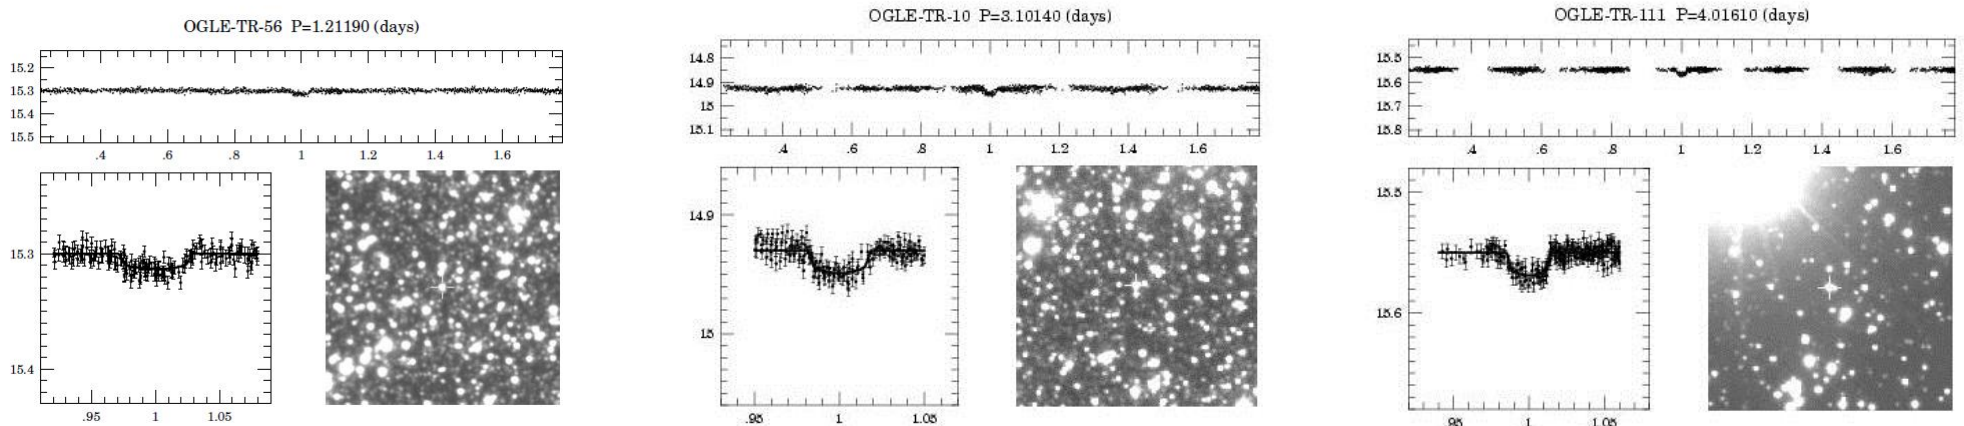 OGLE-TR-56 P=1.21190 (days)
15.2
15.3
15.4
15.5
.4 .6 .8 1 1.2 1.4 1.6
15.3
15.4
.95 1 1.05
OGLE-TR-10 P=3.10140 (days)
14.8
14.9
15
15.1
.4 .6 .8 1 1.2 1.4 1.6
14.9
15
.95 1 1.05
OGLE-TR-111 P=4.01610 (days)
15.5
15.6
15.7
15.8
.4 .6 .8 1 1.2 1.4 1.6
15.5
15.6
.95 1 1.05